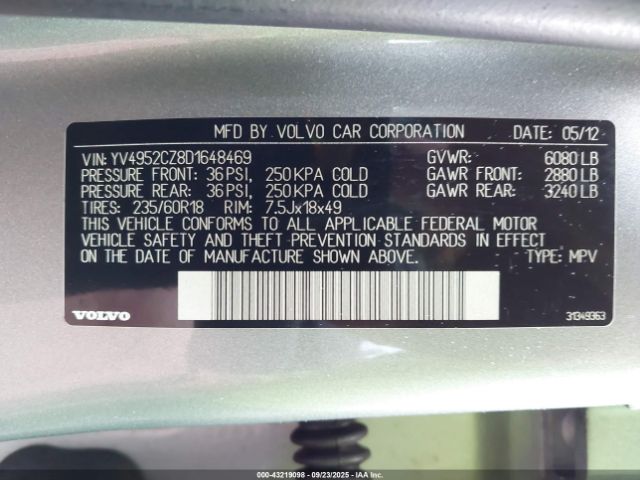 MFD BY VOLVO CAR CORPORATION DATE: 05/12
VIN: YV4952CZ8D1648469 GVWR: 6080 LB
PRESSURE FRONT: 36 PSI, 250 KPA COLD GAWR FRONT: 2880 LB
PRESSURE REAR: 36 PSI, 250 KPA COLD GAWR REAR: 3240 LB
TIRES: 235/60R18 RIM: 7.5Jx18x49
THIS VEHICLE CONFORMS TO ALL APPLICABLE FEDERAL MOTOR
VEHICLE SAFETY AND THEFT PREVENTION STANDARDS IN EFFECT
ON THE DATE OF MANUFACTURE SHOWN ABOVE. TYPE: MPV
VOLVO 31349363
000-43219098 - 09/23/2025 - IAA Inc.